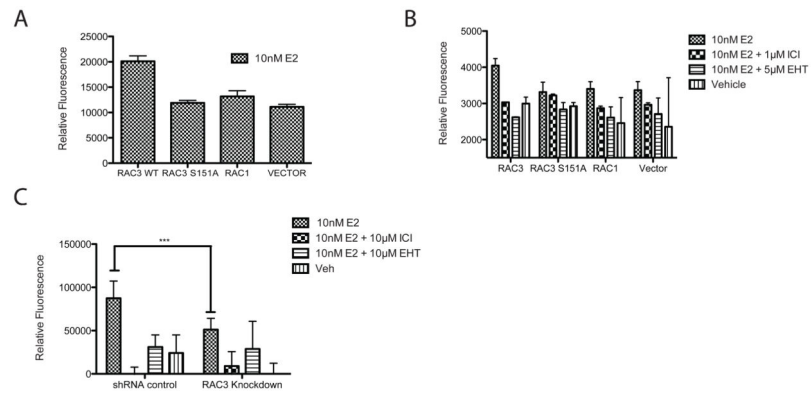 A
Relative Fluorescence
25000
20000
15000
10000
5000
0
RAC3 WT RAC3 S151A RAC1 VECTOR
10nM E2
B
Relative Fluorescence
5000
4000
3000
2000
RAC3 RAC3 S151A RAC1 Vector
10nM E2
10nM E2 + 1µM ICI
10nM E2 + 5µM EHT
Vehicle
C
Relative Fluorescence
150000
100000
50000
0
***
shRNA control RAC3 Knockdown
10nM E2
10nM E2 + 10µM ICI
10nM E2 + 10µM EHT
Veh